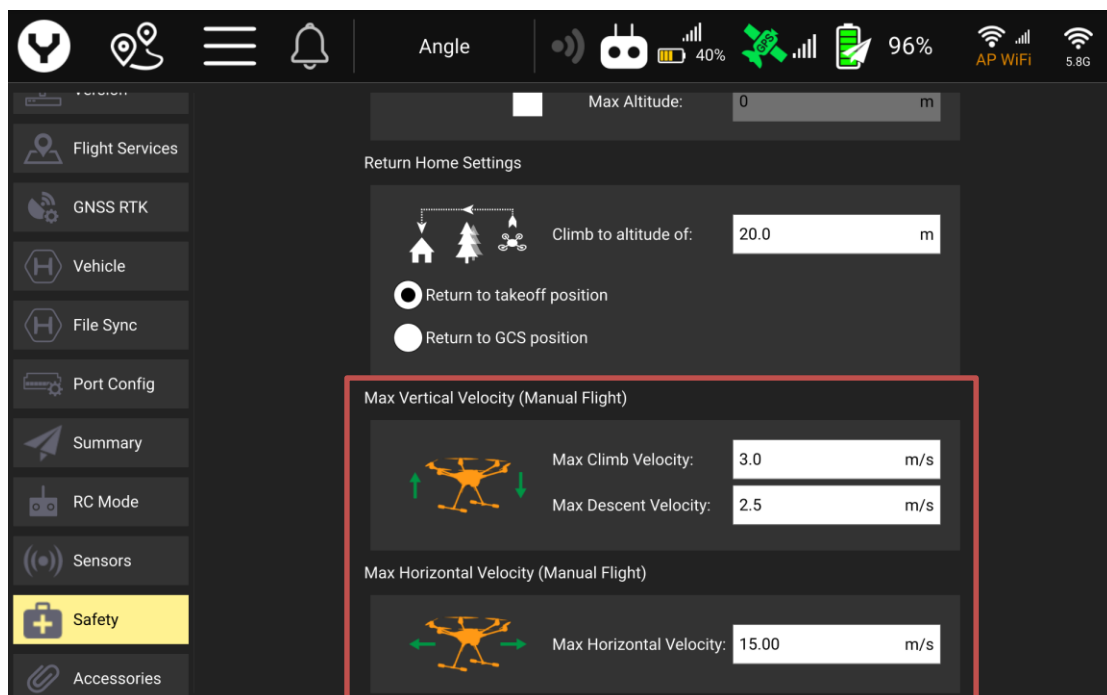 Angle
40%
GPS
96%
AP WiFi
5.8G
Version
Flight Services
GNSS RTK
Vehicle
File Sync
Port Config
Summary
RC Mode
Sensors
Safety
Accessories
Max Altitude: 0 m
Return Home Settings
Climb to altitude of: 20.0 m
Return to takeoff position
Return to GCS position
Max Vertical Velocity (Manual Flight)
Max Climb Velocity: 3.0 m/s
Max Descent Velocity: 2.5 m/s
Max Horizontal Velocity (Manual Flight)
Max Horizontal Velocity: 15.00 m/s